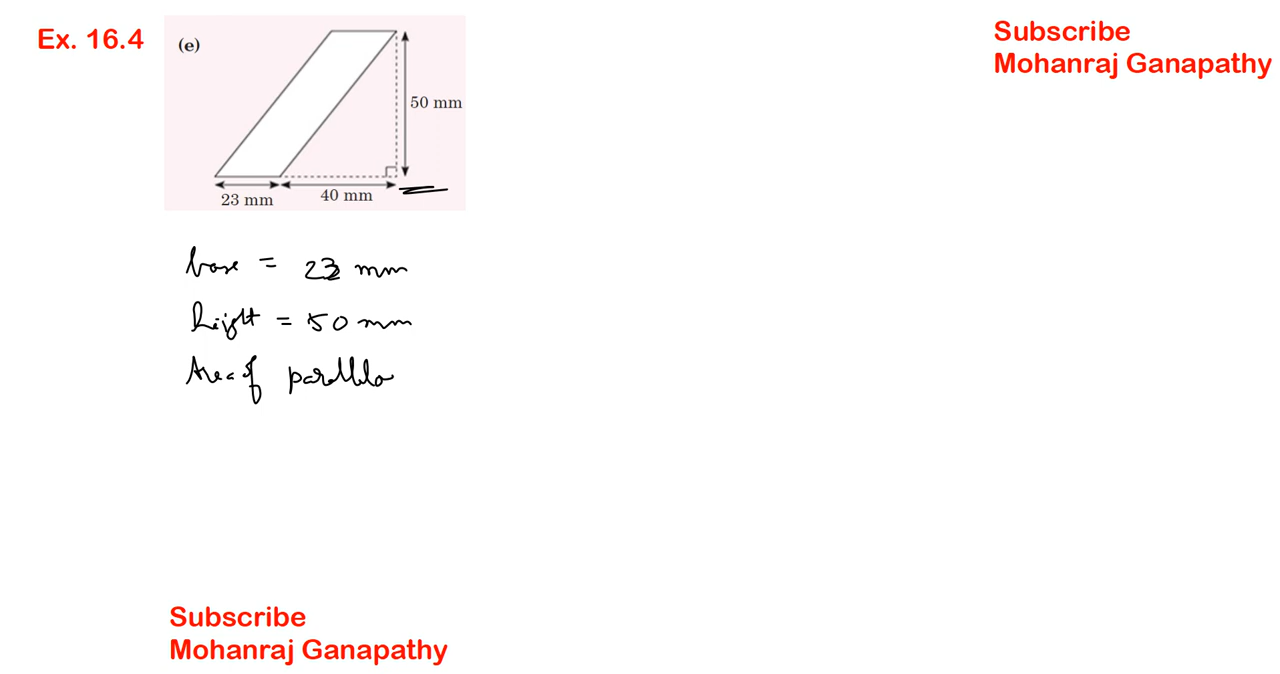 Ex. 16.4
(e)
Subscribe
Mohanraj Ganapathy
50 mm
23 mm
40 mm
base = 23 mm
height = 50 mm
Area of parallelo
Subscribe
Mohanraj Ganapathy